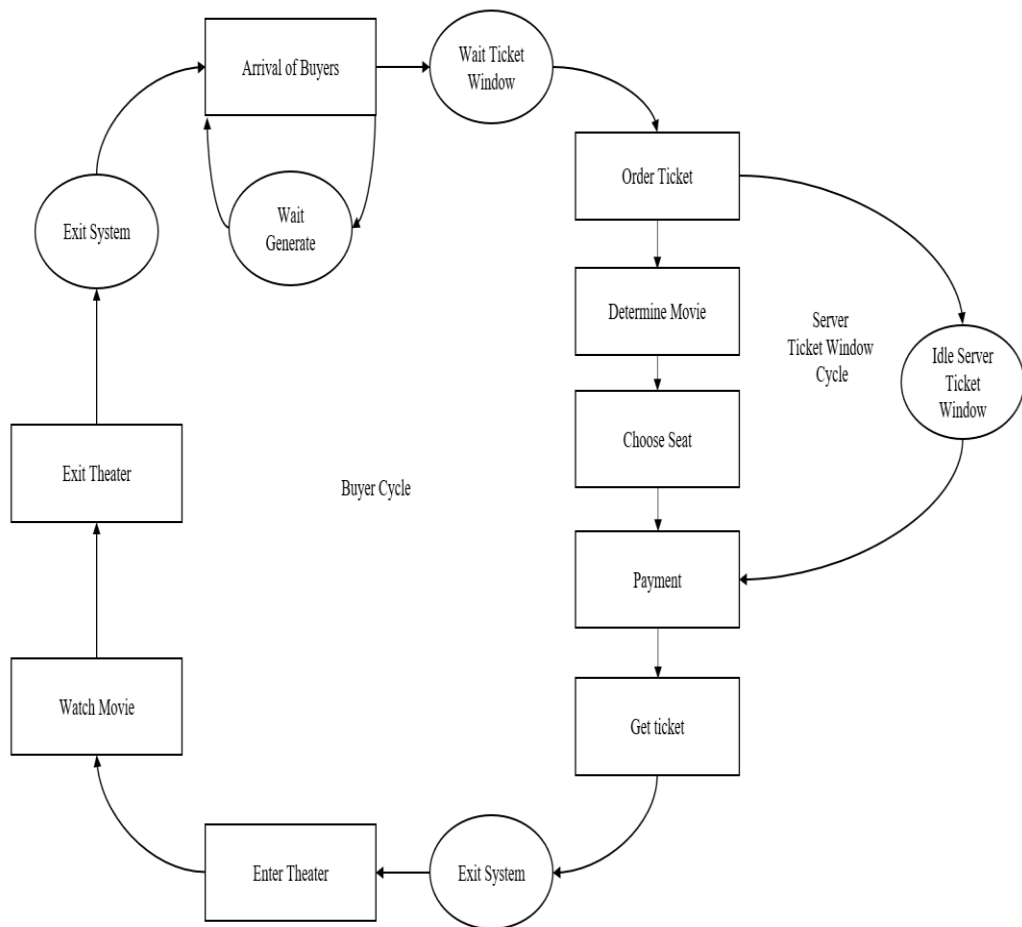 Arrival of Buyers
Wait Ticket
Window
Order Ticket
Exit System
Wait
Generate
Determine Movie
Server
Ticket Window
Cycle
Idle Server
Ticket
Window
Choose Seat
Exit Theater
Buyer Cycle
Payment
Watch Movie
Get ticket
Enter Theater
Exit System